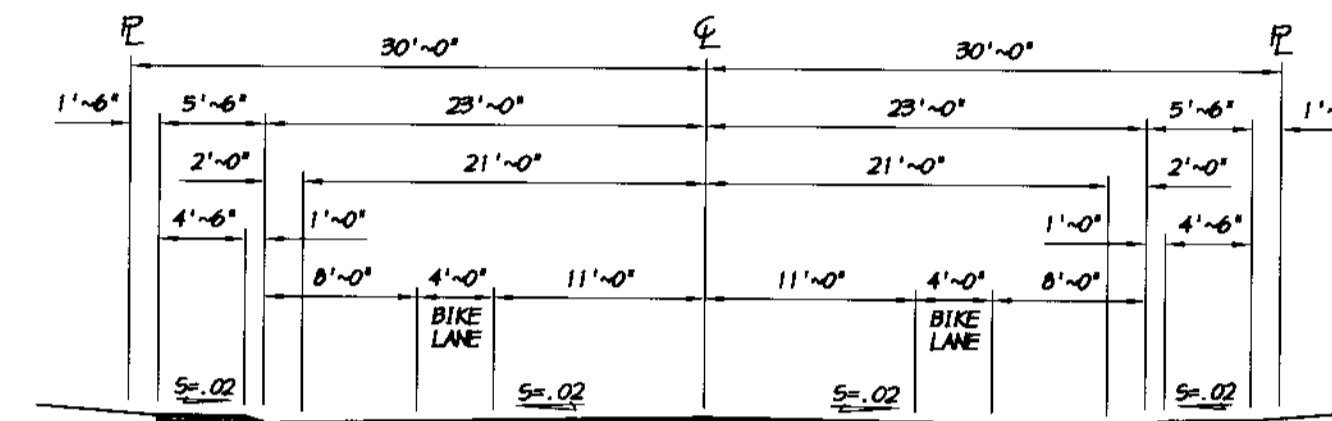 PL CL PL
30'~0" 30'~0"
1'~6" 5'~6" 23'~0" 23'~0" 5'~6" 1'~
2'~0" 21'~0" 21'~0" 2'~0"
4'~6" 1'~0" 1'~0" 4'~6"
8'~0" 4'~0" 11'~0" 11'~0" 4'~0" 8'~0"
BIKE BIKE
LANE LANE
S=.02 S=.02 S=.02 S=.02